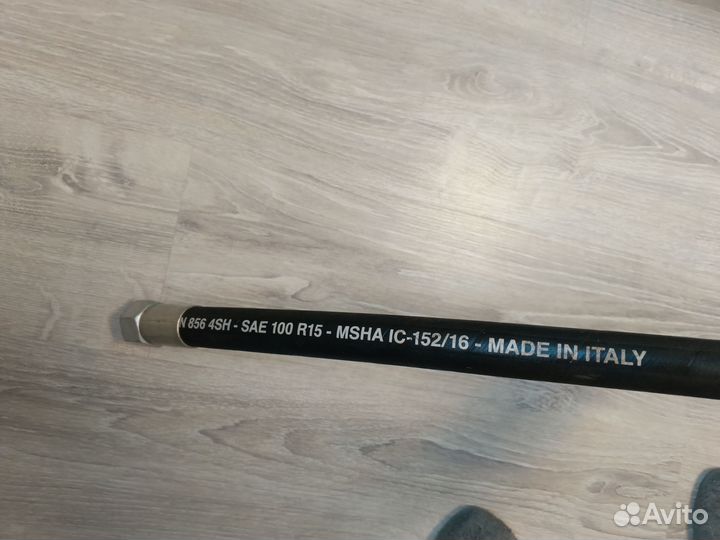 N 856 4SH - SAE 100 R15 - MSHA IC-152/16 - MADE IN ITALY
Avito